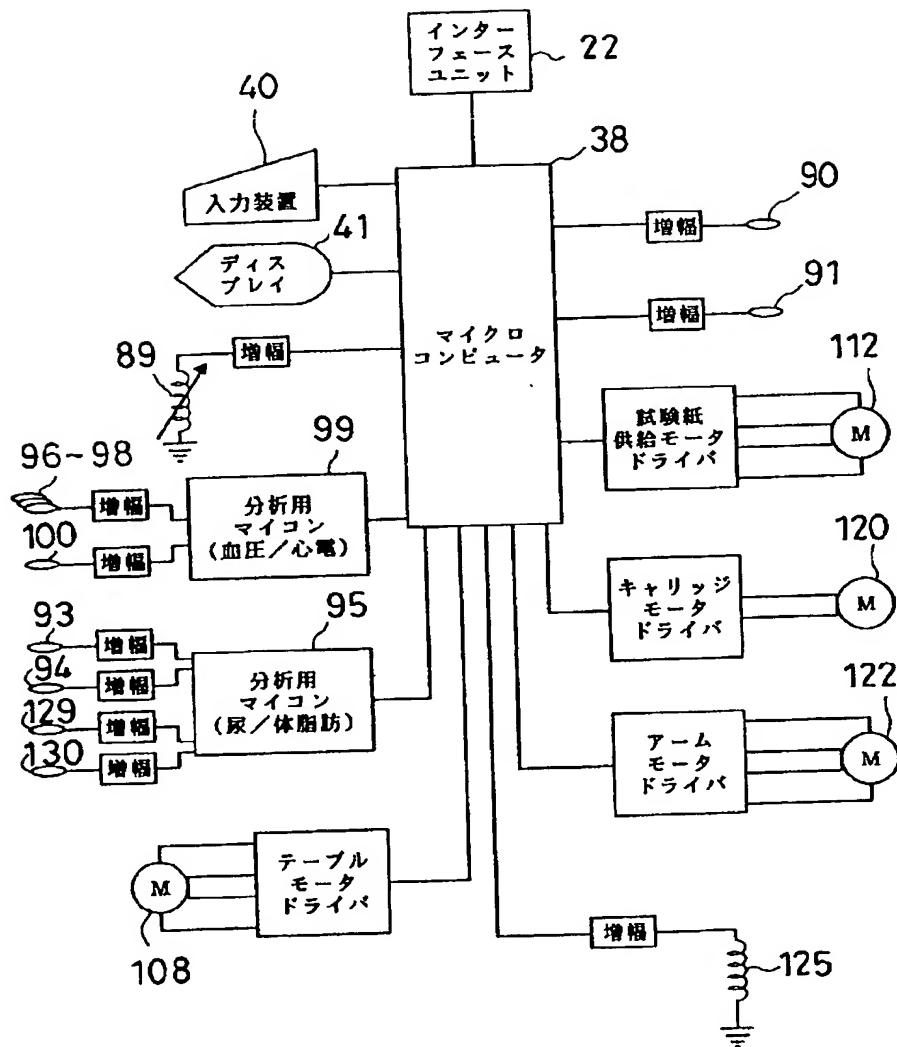 インター
フェース
ユニット
22
40
38
入力装置
90
増幅
41
ディス
プレイ
91
増幅
マイクロ
コンピュータ
89
増幅
112
試験紙
供給モータ
ドライバ
M
96~98
増幅
99
分析用
マイコン
(血圧/心電)
100
増幅
120
キャリッジ
モータ
ドライバ
M
93
増幅
95
94
増幅
分析用
マイコン
(尿/体脂肪)
129
増幅
130
増幅
122
アーム
モータ
ドライバ
M
テーブル
モータ
ドライバ
M
108
増幅
125